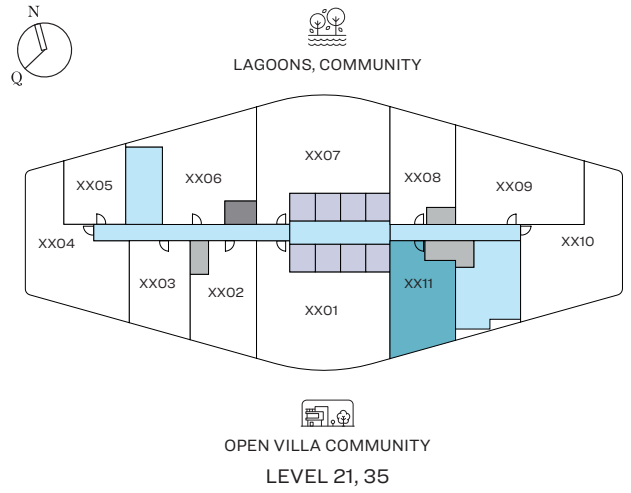 N
Q
LAGOONS, COMMUNITY
XX07
XX05
XX06
XX08
XX09
XX04
XX10
XX03
XX02
XX01
XX11
OPEN VILLA COMMUNITY
LEVEL 21, 35